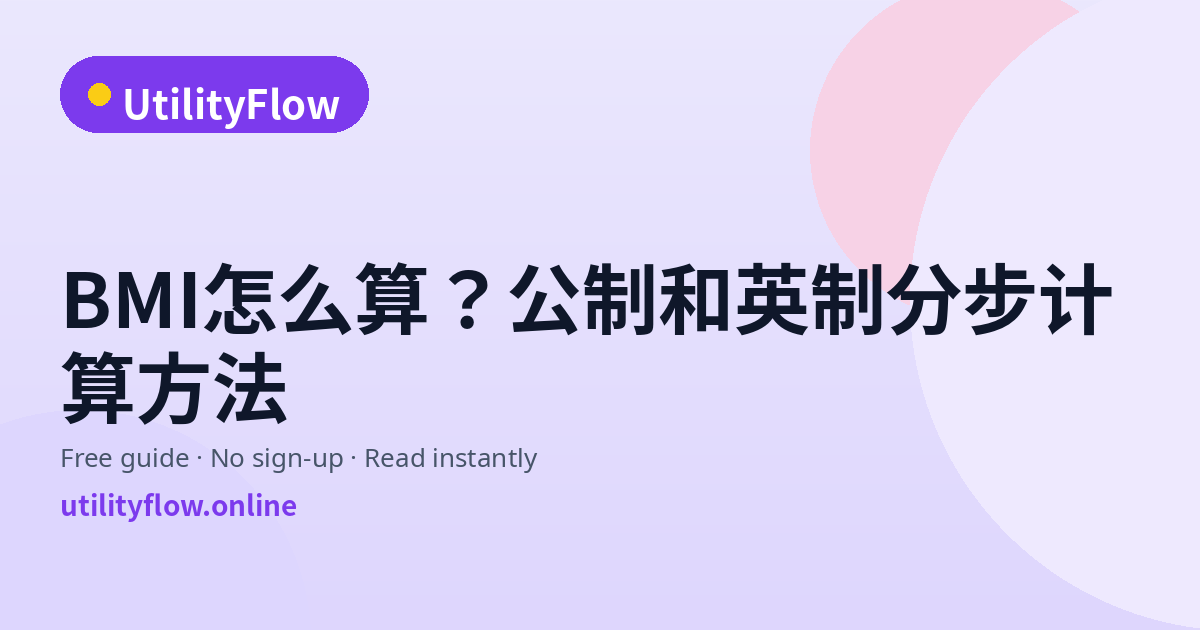 UtilityFlow
BMI怎么算？公制和英制分步计
算方法
Free guide · No sign-up · Read instantly
utilityflow.online